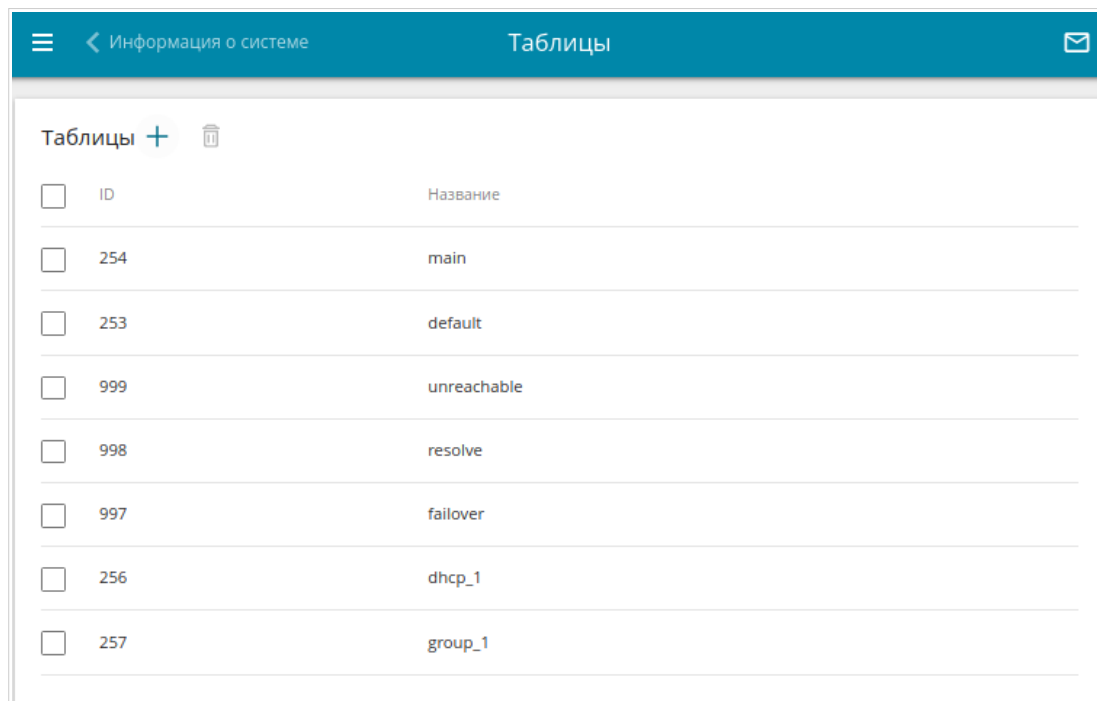 Информация о системе Таблицы
Таблицы
ID Название
254 main
253 default
999 unreachable
998 resolve
997 failover
256 dhcp_1
257 group_1